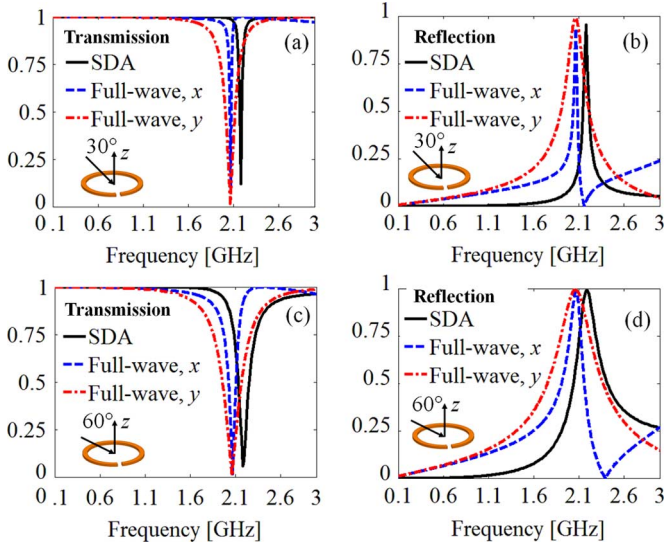 1
0.75
0.5
0.25
0
Transmission
(a)
SDA
Full-wave, x
Full-wave, y
30° z
0.1 0.6 1.1 1.6 2.1 2.6 3
Frequency [GHz]
1
0.75
0.5
0.25
0
Reflection
(b)
SDA
Full-wave, x
Full-wave, y
30° z
0.1 0.6 1.1 1.6 2.1 2.6 3
Frequency [GHz]
1
0.75
0.5
0.25
0
Transmission
(c)
SDA
Full-wave, x
Full-wave, y
60° z
0.1 0.6 1.1 1.6 2.1 2.6 3
Frequency [GHz]
1
0.75
0.5
0.25
0
Reflection
(d)
SDA
Full-wave, x
Full-wave, y
60° z
0.1 0.6 1.1 1.6 2.1 2.6 3
Frequency [GHz]